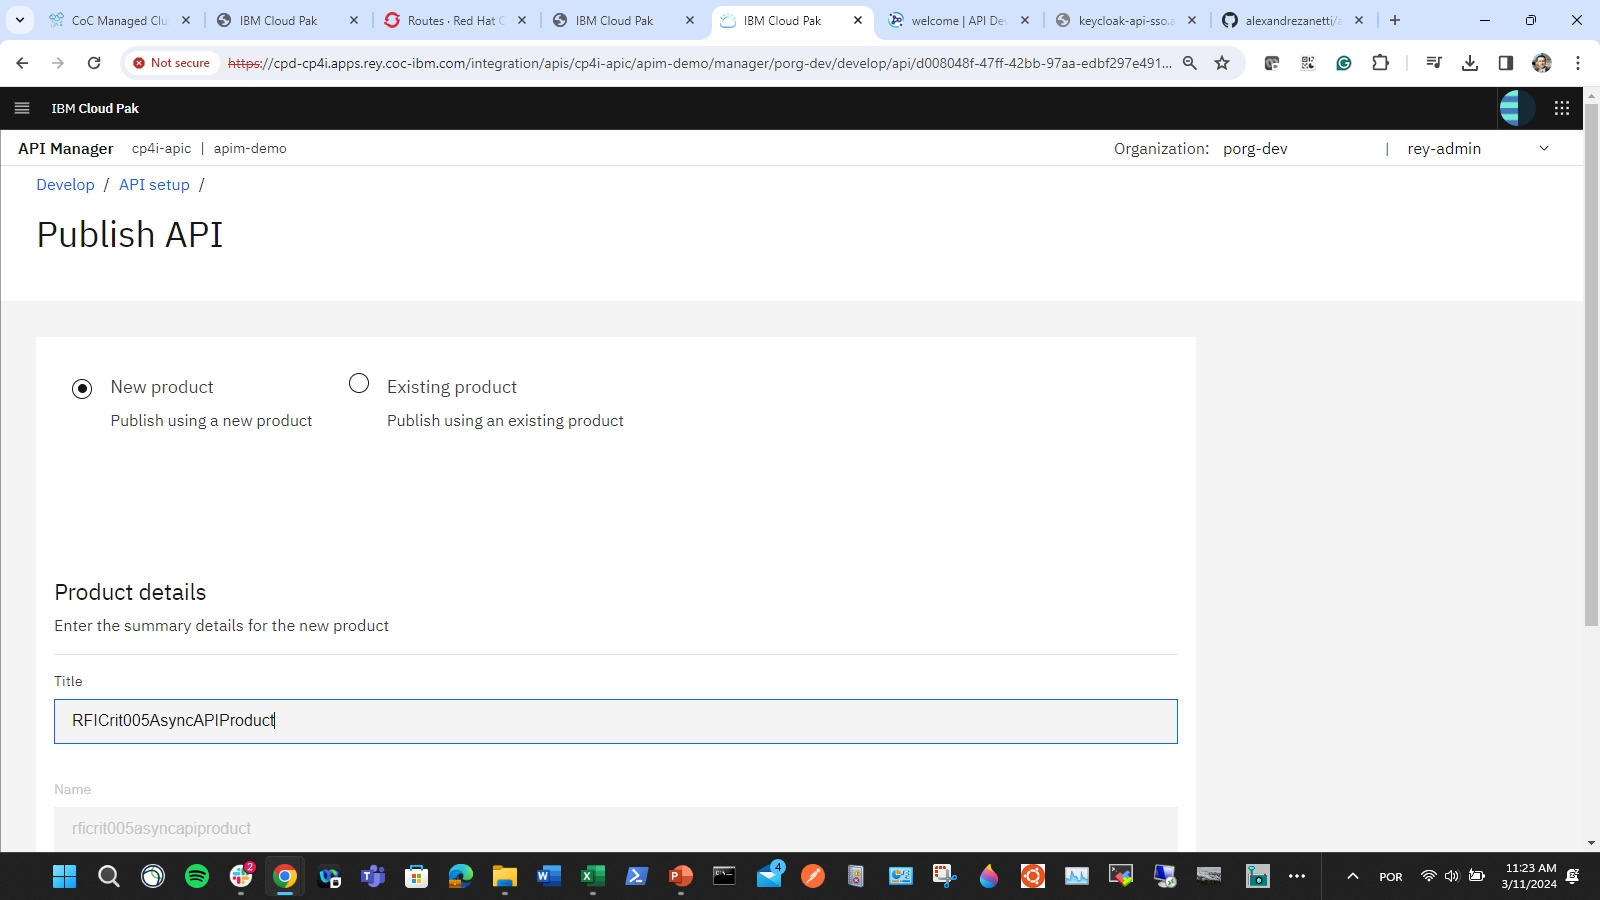 CoC Managed Clu
IBM Cloud Pak
Routes · Red Hat C
IBM Cloud Pak
IBM Cloud Pak
welcome | API De
keycloak-api-sso.a
alexandrezanetti/a
Not secure
https://cpd-cp4i.apps.rey.coc-ibm.com/integration/apis/cp4i-apic/apim-demo/manager/porg-dev/develop/api/d008048f-47ff-42bb-97aa-edbf297e491...
IBM Cloud Pak
API Manager cp4i-apic | apim-demo
Organization: porg-dev | rey-admin
Develop / API setup /
Publish API
New product
Publish using a new product
Existing product
Publish using an existing product
Product details
Enter the summary details for the new product
Title
RFICrit005AsyncAPIProduct
Name
rficrit005asyncapiproduct
2
4
POR
11:23 AM
3/11/2024